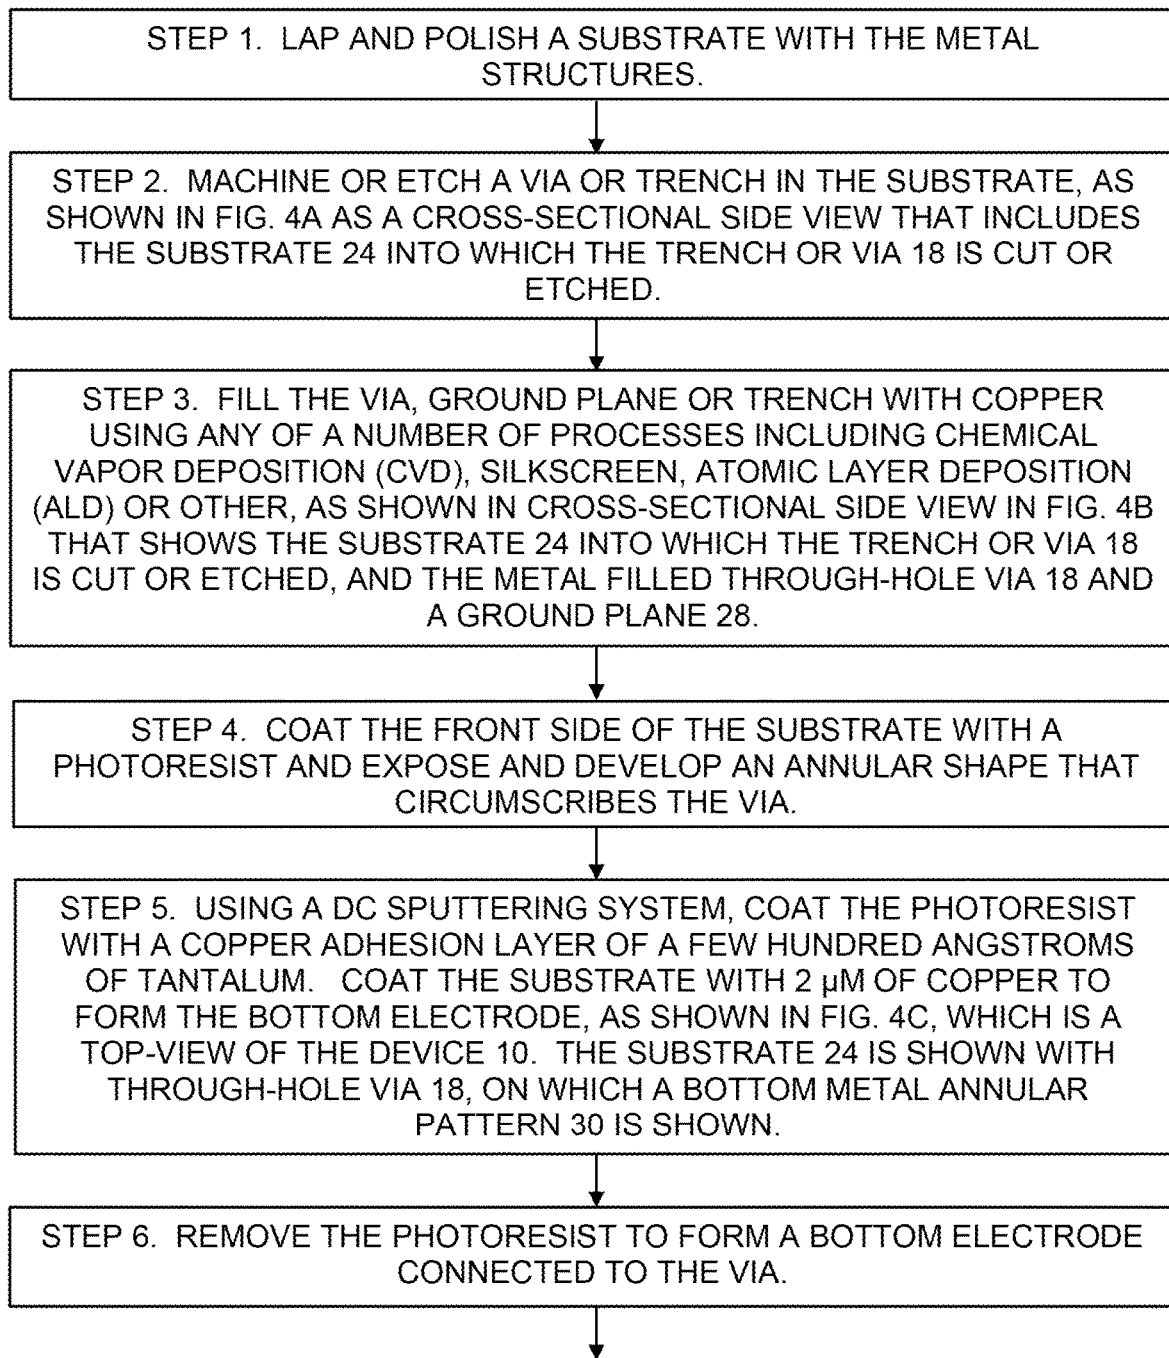 STEP 1. LAP AND POLISH A SUBSTRATE WITH THE METAL
STRUCTURES.
STEP 2. MACHINE OR ETCH A VIA OR TRENCH IN THE SUBSTRATE, AS
SHOWN IN FIG. 4A AS A CROSS-SECTIONAL SIDE VIEW THAT INCLUDES
THE SUBSTRATE 24 INTO WHICH THE TRENCH OR VIA 18 IS CUT OR
ETCHED.
STEP 3. FILL THE VIA, GROUND PLANE OR TRENCH WITH COPPER
USING ANY OF A NUMBER OF PROCESSES INCLUDING CHEMICAL
VAPOR DEPOSITION (CVD), SILKSCREEN, ATOMIC LAYER DEPOSITION
(ALD) OR OTHER, AS SHOWN IN CROSS-SECTIONAL SIDE VIEW IN FIG. 4B
THAT SHOWS THE SUBSTRATE 24 INTO WHICH THE TRENCH OR VIA 18
IS CUT OR ETCHED, AND THE METAL FILLED THROUGH-HOLE VIA 18 AND
A GROUND PLANE 28.
STEP 4. COAT THE FRONT SIDE OF THE SUBSTRATE WITH A
PHOTORESIST AND EXPOSE AND DEVELOP AN ANNULAR SHAPE THAT
CIRCUMSCRIBES THE VIA.
STEP 5. USING A DC SPUTTERING SYSTEM, COAT THE PHOTORESIST
WITH A COPPER ADHESION LAYER OF A FEW HUNDRED ANGSTROMS
OF TANTALUM. COAT THE SUBSTRATE WITH 2 µM OF COPPER TO
FORM THE BOTTOM ELECTRODE, AS SHOWN IN FIG. 4C, WHICH IS A
TOP-VIEW OF THE DEVICE 10. THE SUBSTRATE 24 IS SHOWN WITH
THROUGH-HOLE VIA 18, ON WHICH A BOTTOM METAL ANNULAR
PATTERN 30 IS SHOWN.
STEP 6. REMOVE THE PHOTORESIST TO FORM A BOTTOM ELECTRODE
CONNECTED TO THE VIA.